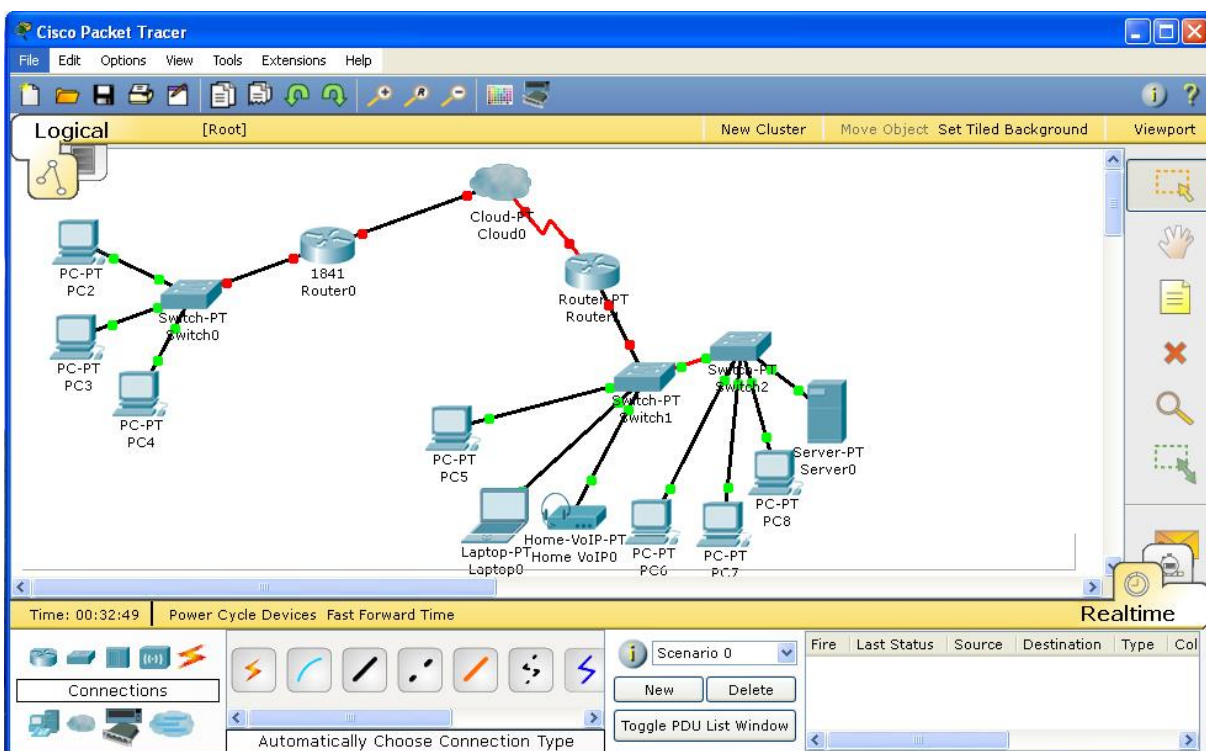 Cisco Packet Tracer
File Edit Options View Tools Extensions Help
Logical [Root] New Cluster Move Object Set Tiled Background Viewport
Cloud-PT
Cloud0
PC-PT
PC2
1841
Router0
Router-PT
Router1
Switch-PT
Switch0
PC-PT
PC3
PC-PT
PC4
Switch-PT
Switch2
Switch-PT
Switch1
PC-PT
PC5
Server-PT
Server0
PC-PT
PC8
Laptop-PT
Laptop0
Home-VoIP-PT
Home VoIP0
PC-PT
PC6
PC-PT
PC7
Time: 00:32:49 Power Cycle Devices Fast Forward Time Realtime
Connections
Automatically Choose Connection Type
Scenario 0
New Delete
Toggle PDU List Window
Fire Last Status Source Destination Type Col